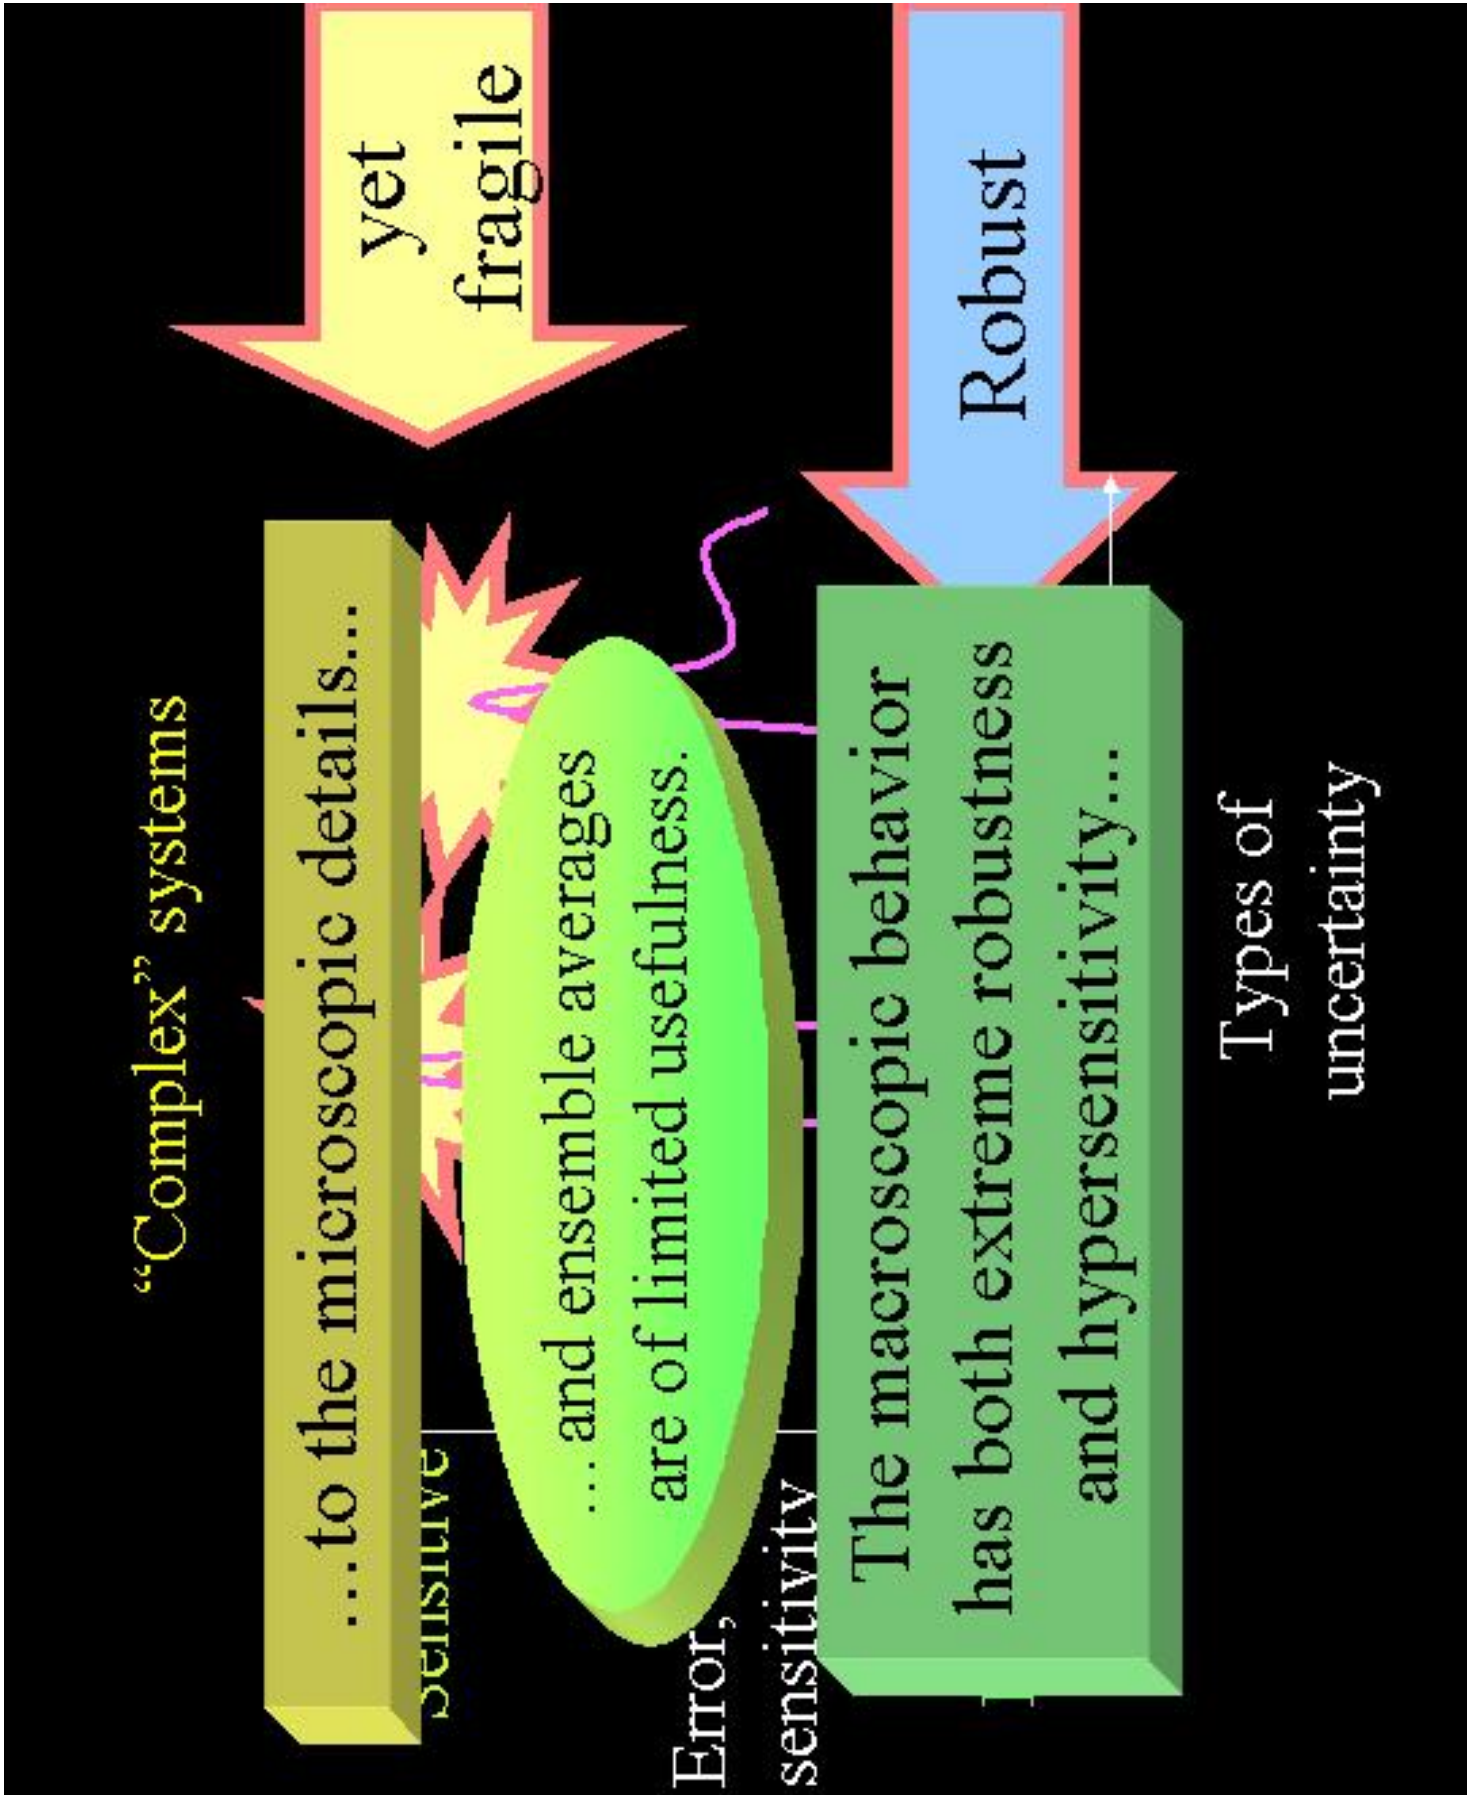 “Complex” systems
…to the microscopic details…
yet
fragile
Sensitive
…and ensemble averages
are of limited usefulness.
Error,
sensitivity
The macroscopic behavior
has both extreme robustness
and hypersensitivity…
Robust
Types of
uncertainty